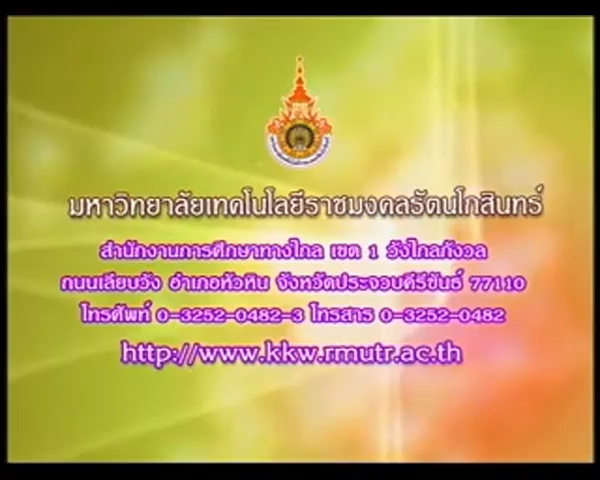 มหาวิทยาลัยเทคโนโลยีราชมงคลรัตนโกสินทร์
สำนักงานการศึกษาทางไกล เขต 1 วังไกลกังวล
ถนนเลียบวัง อำเภอหัวหิน จังหวัดประจวบคีรีขันธ์ 77110
โทรศัพท์ 0-3252-0482-3 โทรสาร 0-3252-0482
http://www.kkw.rmutr.ac.th